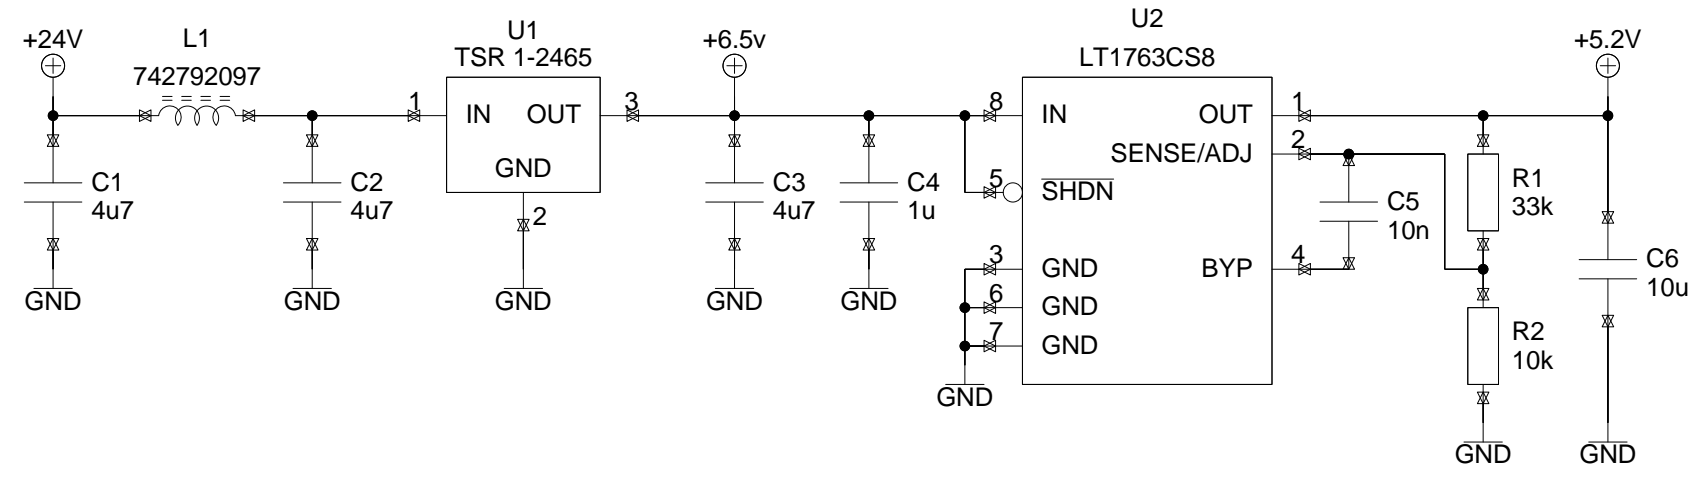 +24V
L1
742792097
C1
4u7
GND
C2
4u7
GND
U1
TSR 1-2465
1
IN
OUT
3
GND
2
GND
+6.5v
C3
4u7
GND
C4
1u
GND
U2
LT1763CS8
8
IN
OUT
1
SENSE/ADJ
2
5
SHDN
3
GND
BYP
4
6
GND
7
GND
GND
C5
10n
R1
33k
R2
10k
GND
+5.2V
C6
10u
GND